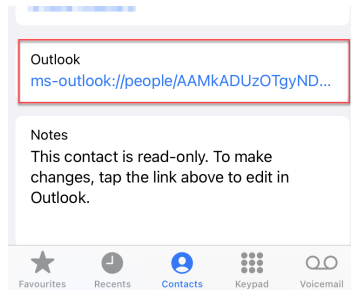 Outlook
ms-outlook://people/AAMkADUzOTgyND...
Notes
This contact is read-only. To make
changes, tap the link above to edit in
Outlook.
Favourites Recents Contacts Keypad Voicemail